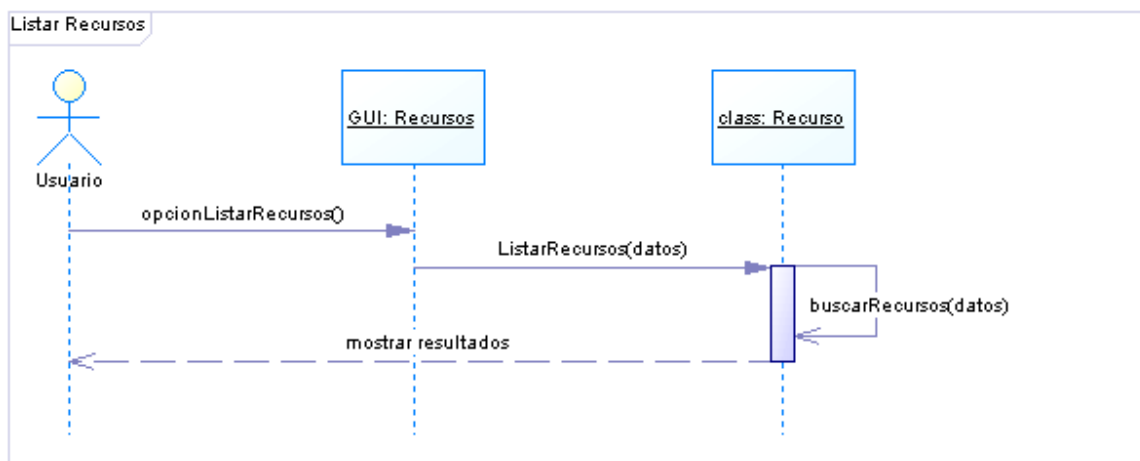 Listar Recursos
GUI: Recursos
class: Recurso
Usuario
opcionListarRecursos()
ListarRecursos(datos)
buscarRecursos(datos)
mostrar resultados